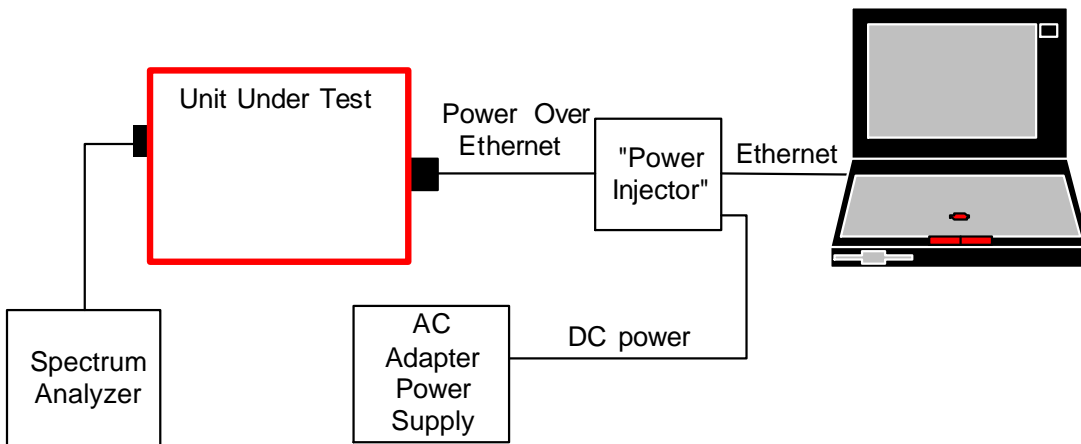 Unit Under Test
Power Over
Ethernet
"Power
Injector"
Ethernet
Spectrum
Analyzer
AC
Adapter
Power
Supply
DC power